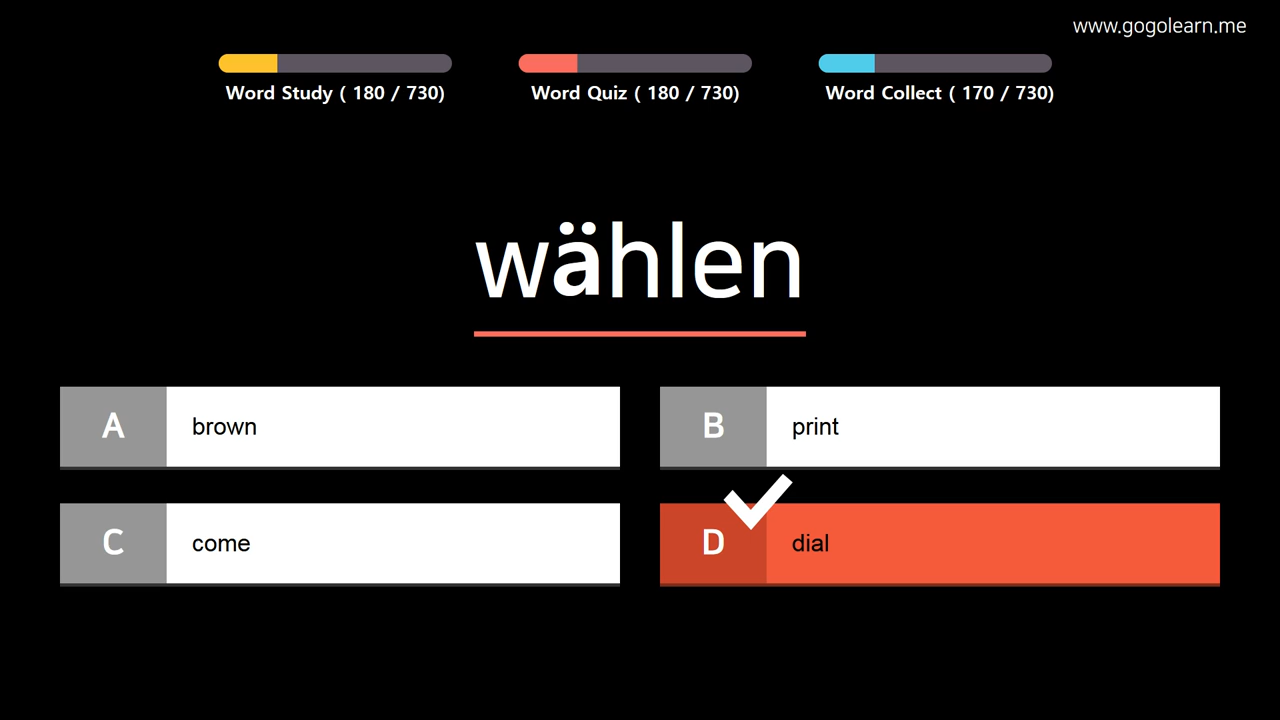 www.gogolearn.me
Word Study ( 180 / 730)
Word Quiz ( 180 / 730)
Word Collect ( 170 / 730)
wählen
A brown
B print
C come
D dial